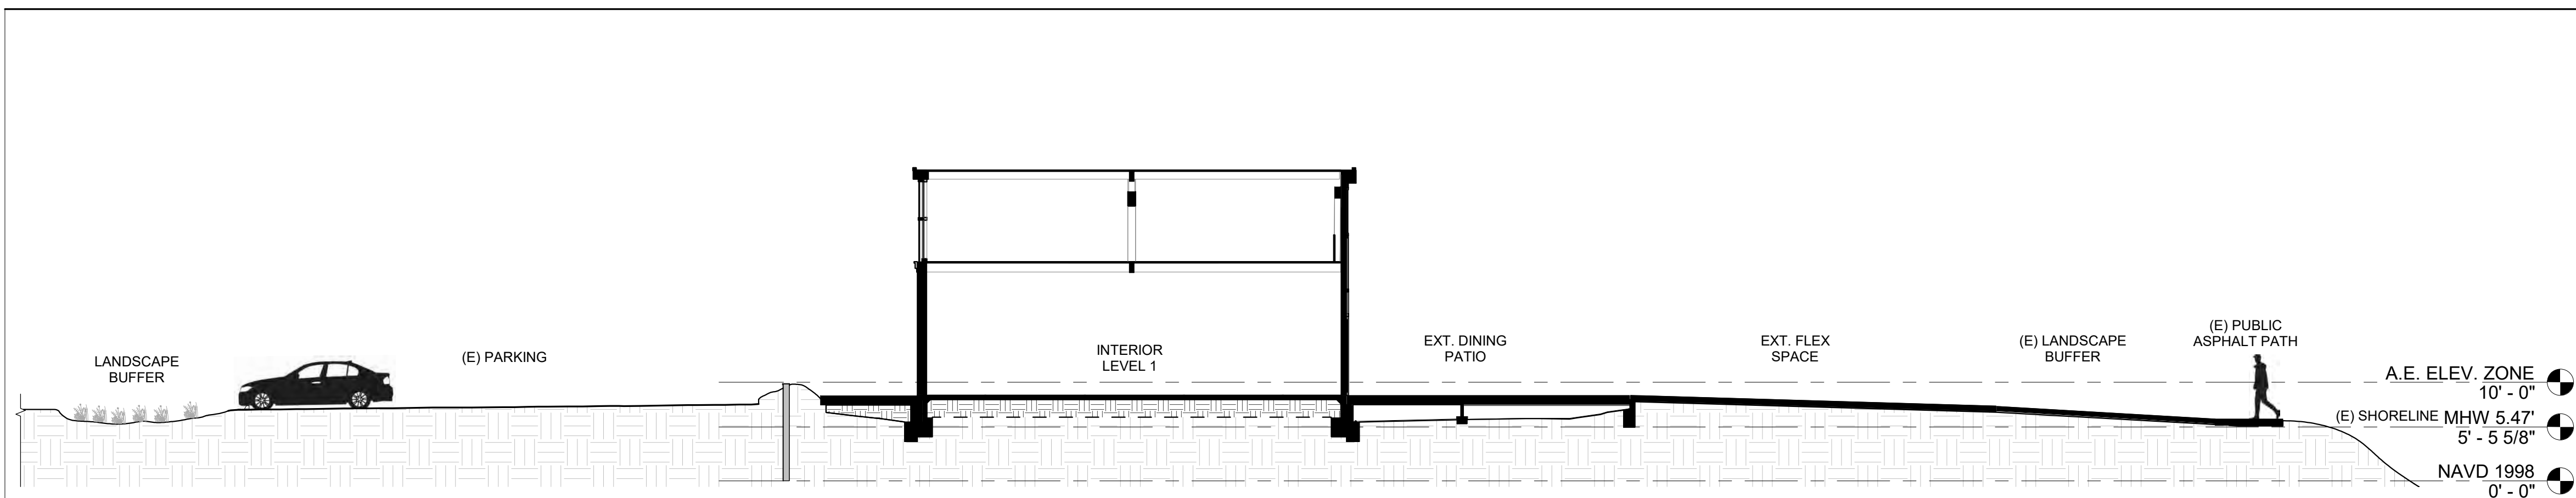 LANDSCAPE
BUFFER
(E) PARKING
INTERIOR
LEVEL 1
EXT. DINING
PATIO
EXT. FLEX
SPACE
(E) LANDSCAPE
BUFFER
(E) PUBLIC
ASPHALT PATH
A.E. ELEV. ZONE
10' - 0"
(E) SHORELINE MHW 5.47'
5' - 5 5/8"
NAVD 1998
0' - 0"